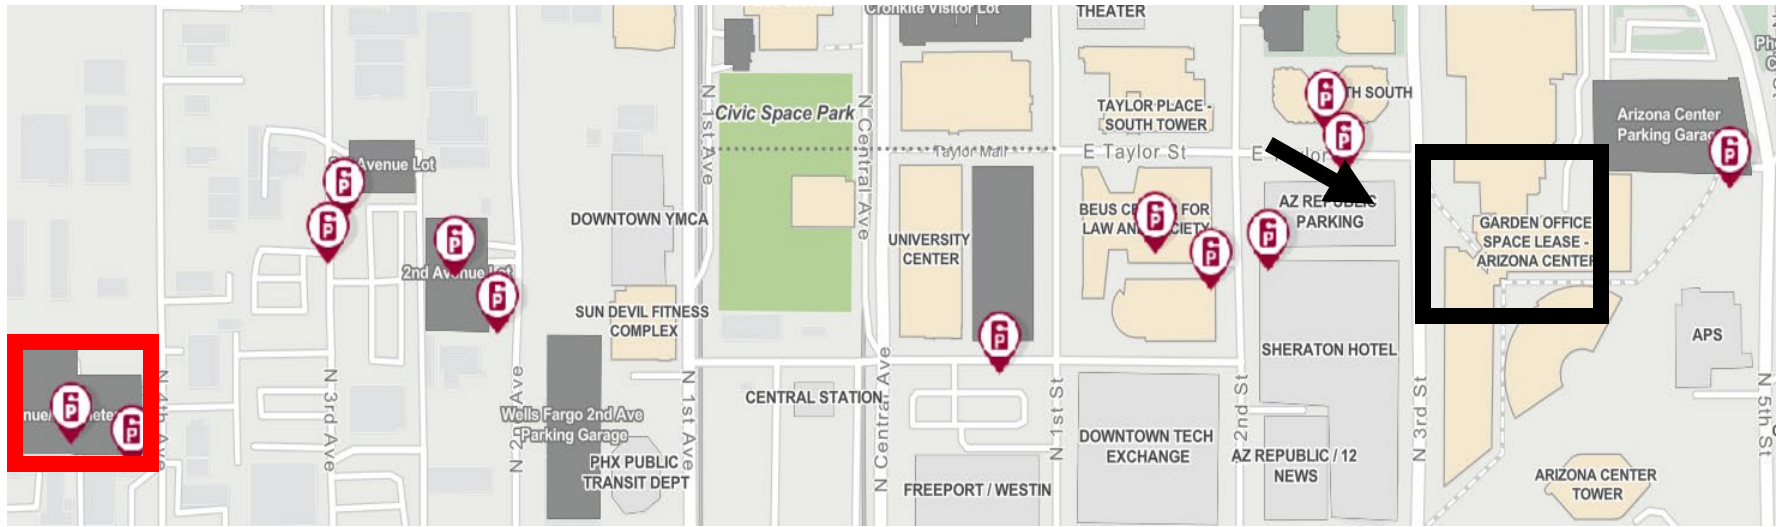 Cronkite Visitor Lot
THEATER
N 1st Ave
Civic Space Park
N Central Ave
TAYLOR PLACE -
SOUTH TOWER
TH SOUTH
Arizona Center
Parking Garag
Avenue Lot
Taylor Mall
E Taylor St
E Taylor
DOWNTOWN YMCA
UNIVERSITY
CENTER
BEUS CE FOR
LAW AN CIETY
AZ REPUBLIC
PARKING
GARDEN OFFICE
SPACE LEASE -
ARIZONA CENTER
2nd Avenue Lot
SUN DEVIL FITNESS
COMPLEX
SHERATON HOTEL
APS
N 4th Ave
N 3rd Ave
N 2nd Ave
N 1st Ave
CENTRAL STATION
N Central Ave
N 1st St
N 2nd St
N 3rd St
N 5th St
Wells Fargo 2nd Ave
Parking Garage
DOWNTOWN TECH
EXCHANGE
AZ REPUBLIC / 12
NEWS
PHX PUBLIC
TRANSIT DEPT
FREEPORT / WESTIN
ARIZONA CENTER
TOWER